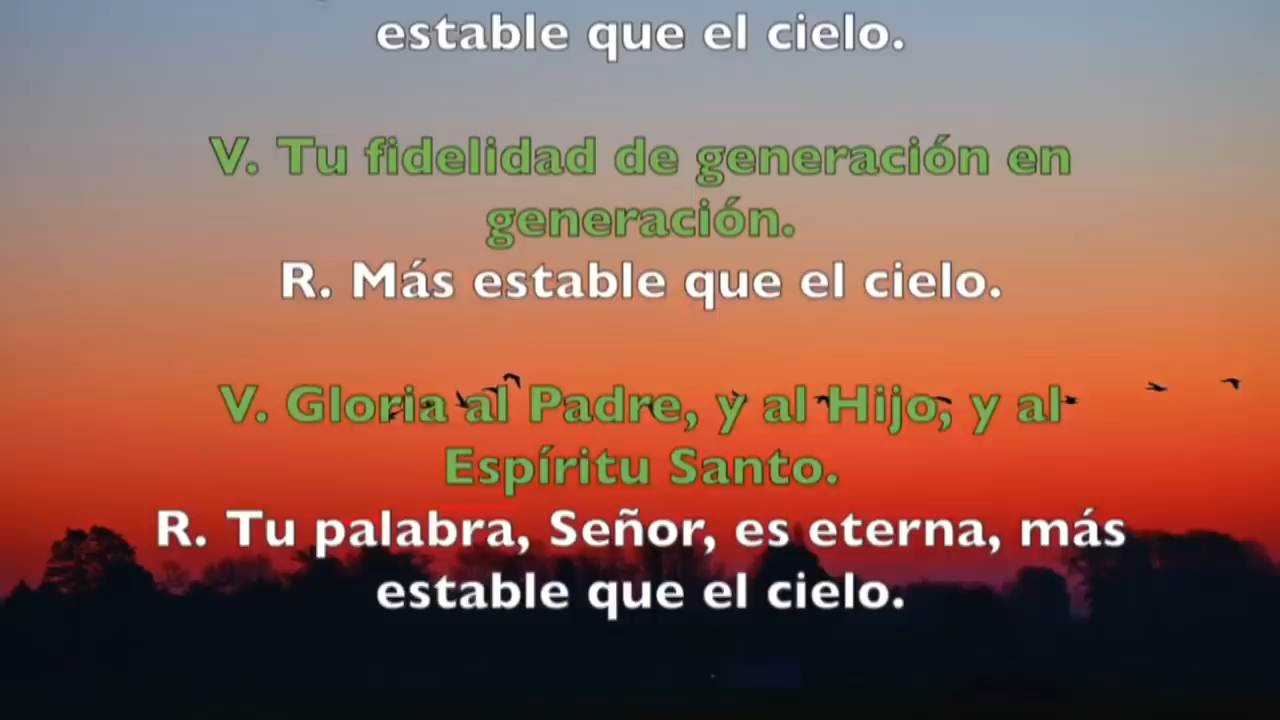 estable que el cielo.
V. Tu fidelidad de generación en
generación.
R. Más estable que el cielo.
V. Gloria al Padre, y al Hijo, y al
Espíritu Santo.
R. Tu palabra, Señor, es eterna, más
estable que el cielo.